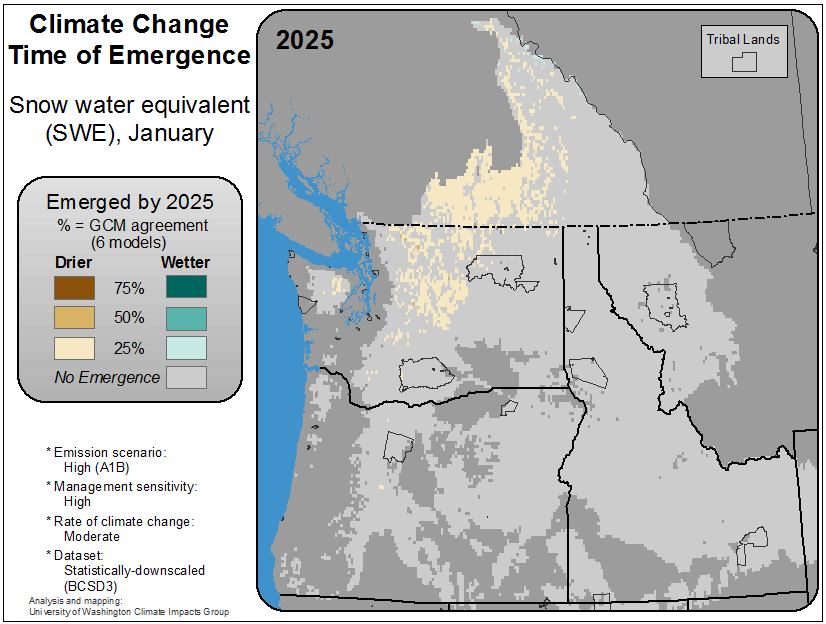 Climate Change
Time of Emergence
Snow water equivalent
(SWE), January
Emerged by 2025
% = GCM agreement
(6 models)
Drier Wetter
75%
50%
25%
No Emergence
* Emission scenario:
High (A1B)
* Management sensitivity:
High
* Rate of climate change:
Moderate
* Dataset:
Statistically-downscaled
(BCSD3)
Analysis and mapping:
University of Washington Climate Impacts Group
2025
Tribal Lands